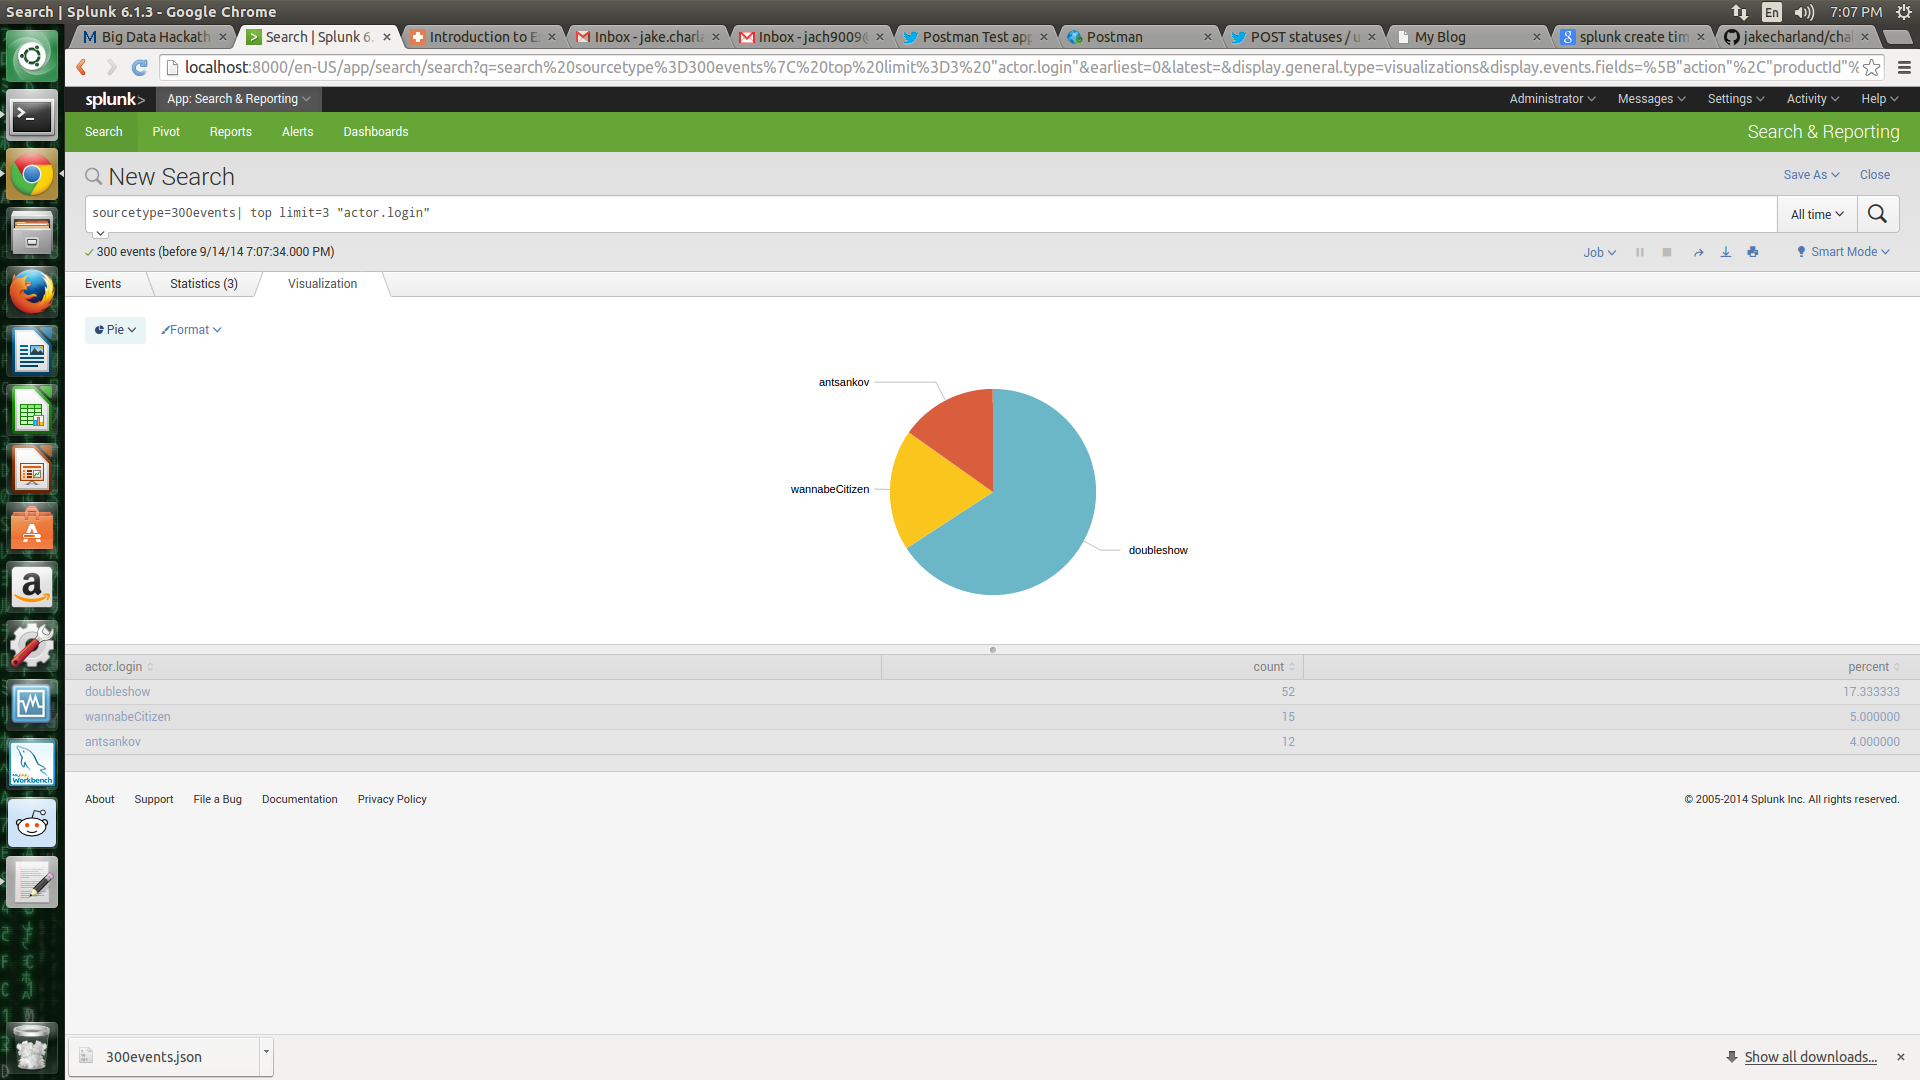 Search | Splunk 6.1.3 - Google Chrome
En
7:07 PM
Big Data Hackath
Search | Splunk 6.
Introduction to E
Inbox - jake.charla
Inbox - jach9009@
Postman Test app
Postman
POST statuses / u
My Blog
splunk create tim
jakecharland/chal
localhost:8000/en-US/app/search/search?q=search%20sourcetype%3D300events%7C%20top%20limit%3D3%20"actor.login"&earliest=0&latest=&display.general.type=visualizations&display.events.fields=%5B"action"%2C"productId"%
splunk>
App: Search & Reporting
Administrator
Messages
Settings
Activity
Help
Search
Pivot
Reports
Alerts
Dashboards
Search & Reporting
New Search
Save As
Close
sourcetype=300events| top limit=3 "actor.login"
All time
300 events (before 9/14/14 7:07:34.000 PM)
Job
Smart Mode
Events
Statistics (3)
Visualization
Pie
Format
antsankov
wannabeCitizen
doubleshow
actor.login count percent
doubleshow 52 17.333333
wannabeCitizen 15 5.000000
antsankov 12 4.000000
About
Support
File a Bug
Documentation
Privacy Policy
© 2005-2014 Splunk Inc. All rights reserved.
Workbench
300events.json
Show all downloads...